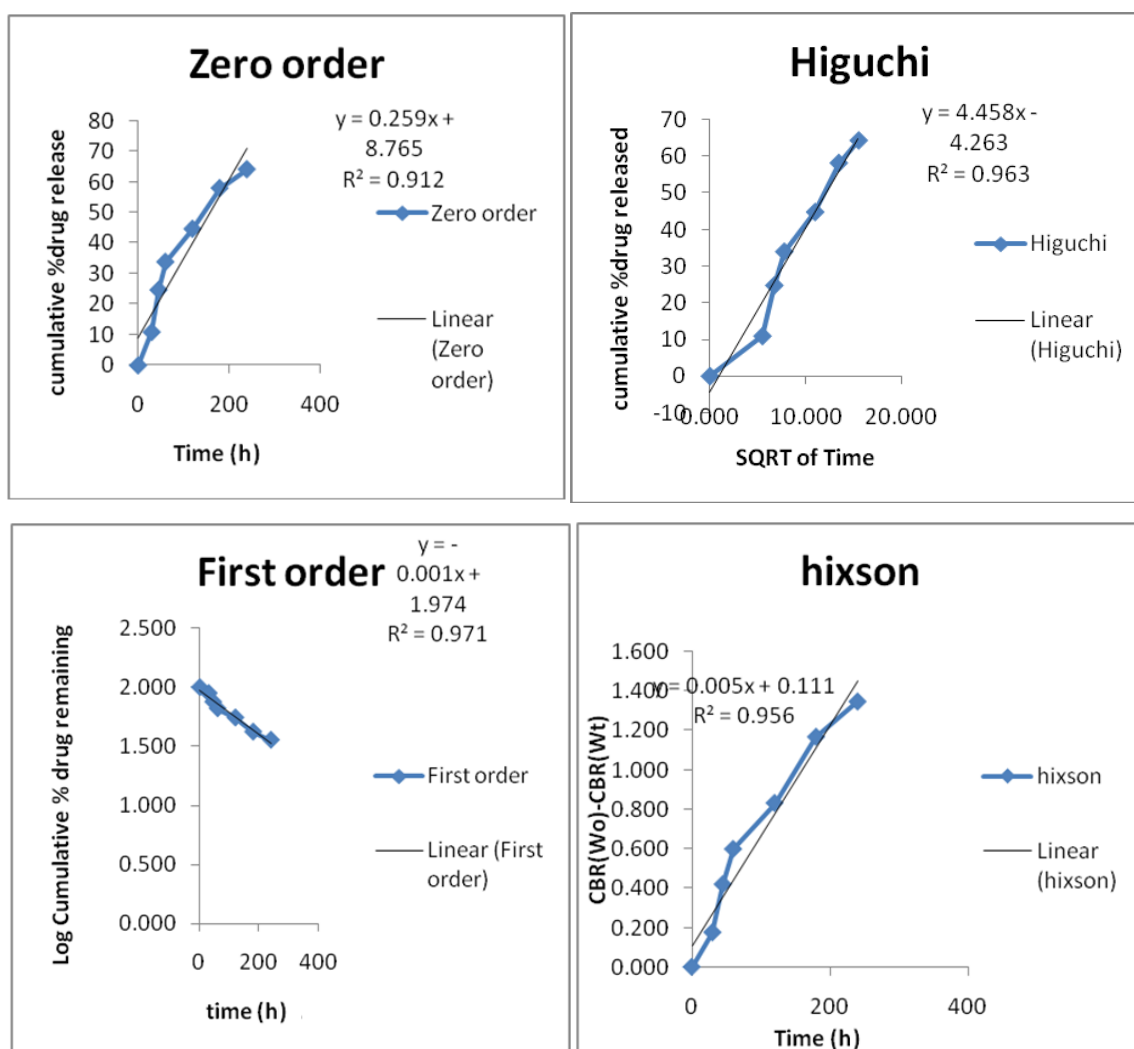 Zero order
cumulative %drug release
80
70
60
50
40
30
20
10
0
y = 0.259x +
8.765
R² = 0.912
Zero order
Linear
(Zero
order)
0
200
400
Time (h)
Higuchi
cumulative %drug released
70
60
50
40
30
20
10
0
-10
y = 4.458x -
4.263
R² = 0.963
Higuchi
Linear
(Higuchi)
0.000
10.000
20.000
SQRT of Time
First order
Log Cumulative % drug remaining
y = -
0.001x +
1.974
R² = 0.971
2.500
2.000
1.500
1.000
0.500
0.000
First order
Linear (First
order)
0
200
400
time (h)
hixson
CBR(Wo)-CBR(Wt)
1.600
1.400
1.200
1.000
0.800
0.600
0.400
0.200
0.000
y = 0.005x + 0.111
R² = 0.956
hixson
Linear
(hixson)
0
200
400
Time (h)